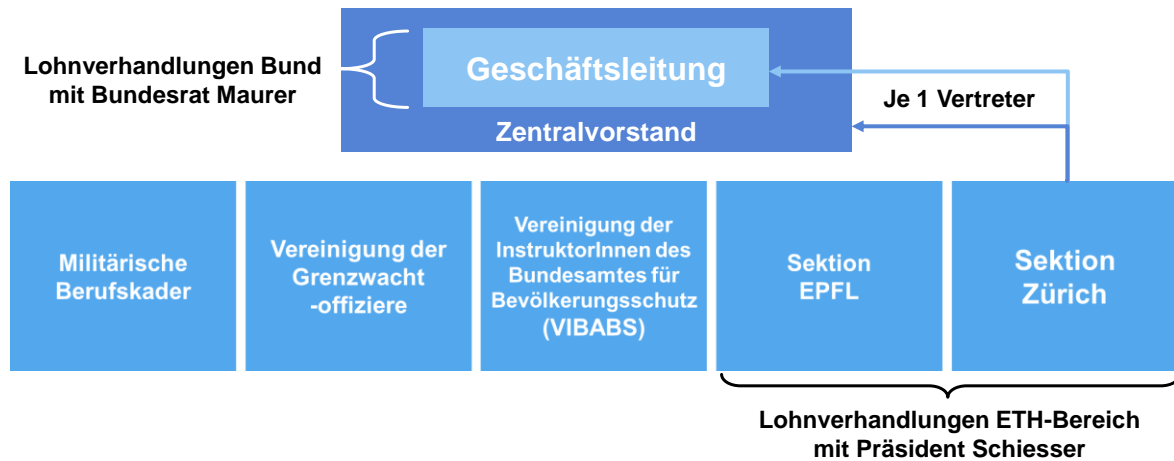 Lohnverhandlungen Bund
mit Bundesrat Maurer
Geschäftsleitung
Zentralvorstand
Je 1 Vertreter
Militärische
Berufskader
Vereinigung der
Grenzwacht
-offiziere
Vereinigung der
InstruktorInnen des
Bundesamtes für
Bevölkerungsschutz
(VIBABS)
Sektion
EPFL
Sektion
Zürich
Lohnverhandlungen ETH-Bereich
mit Präsident Schiesser